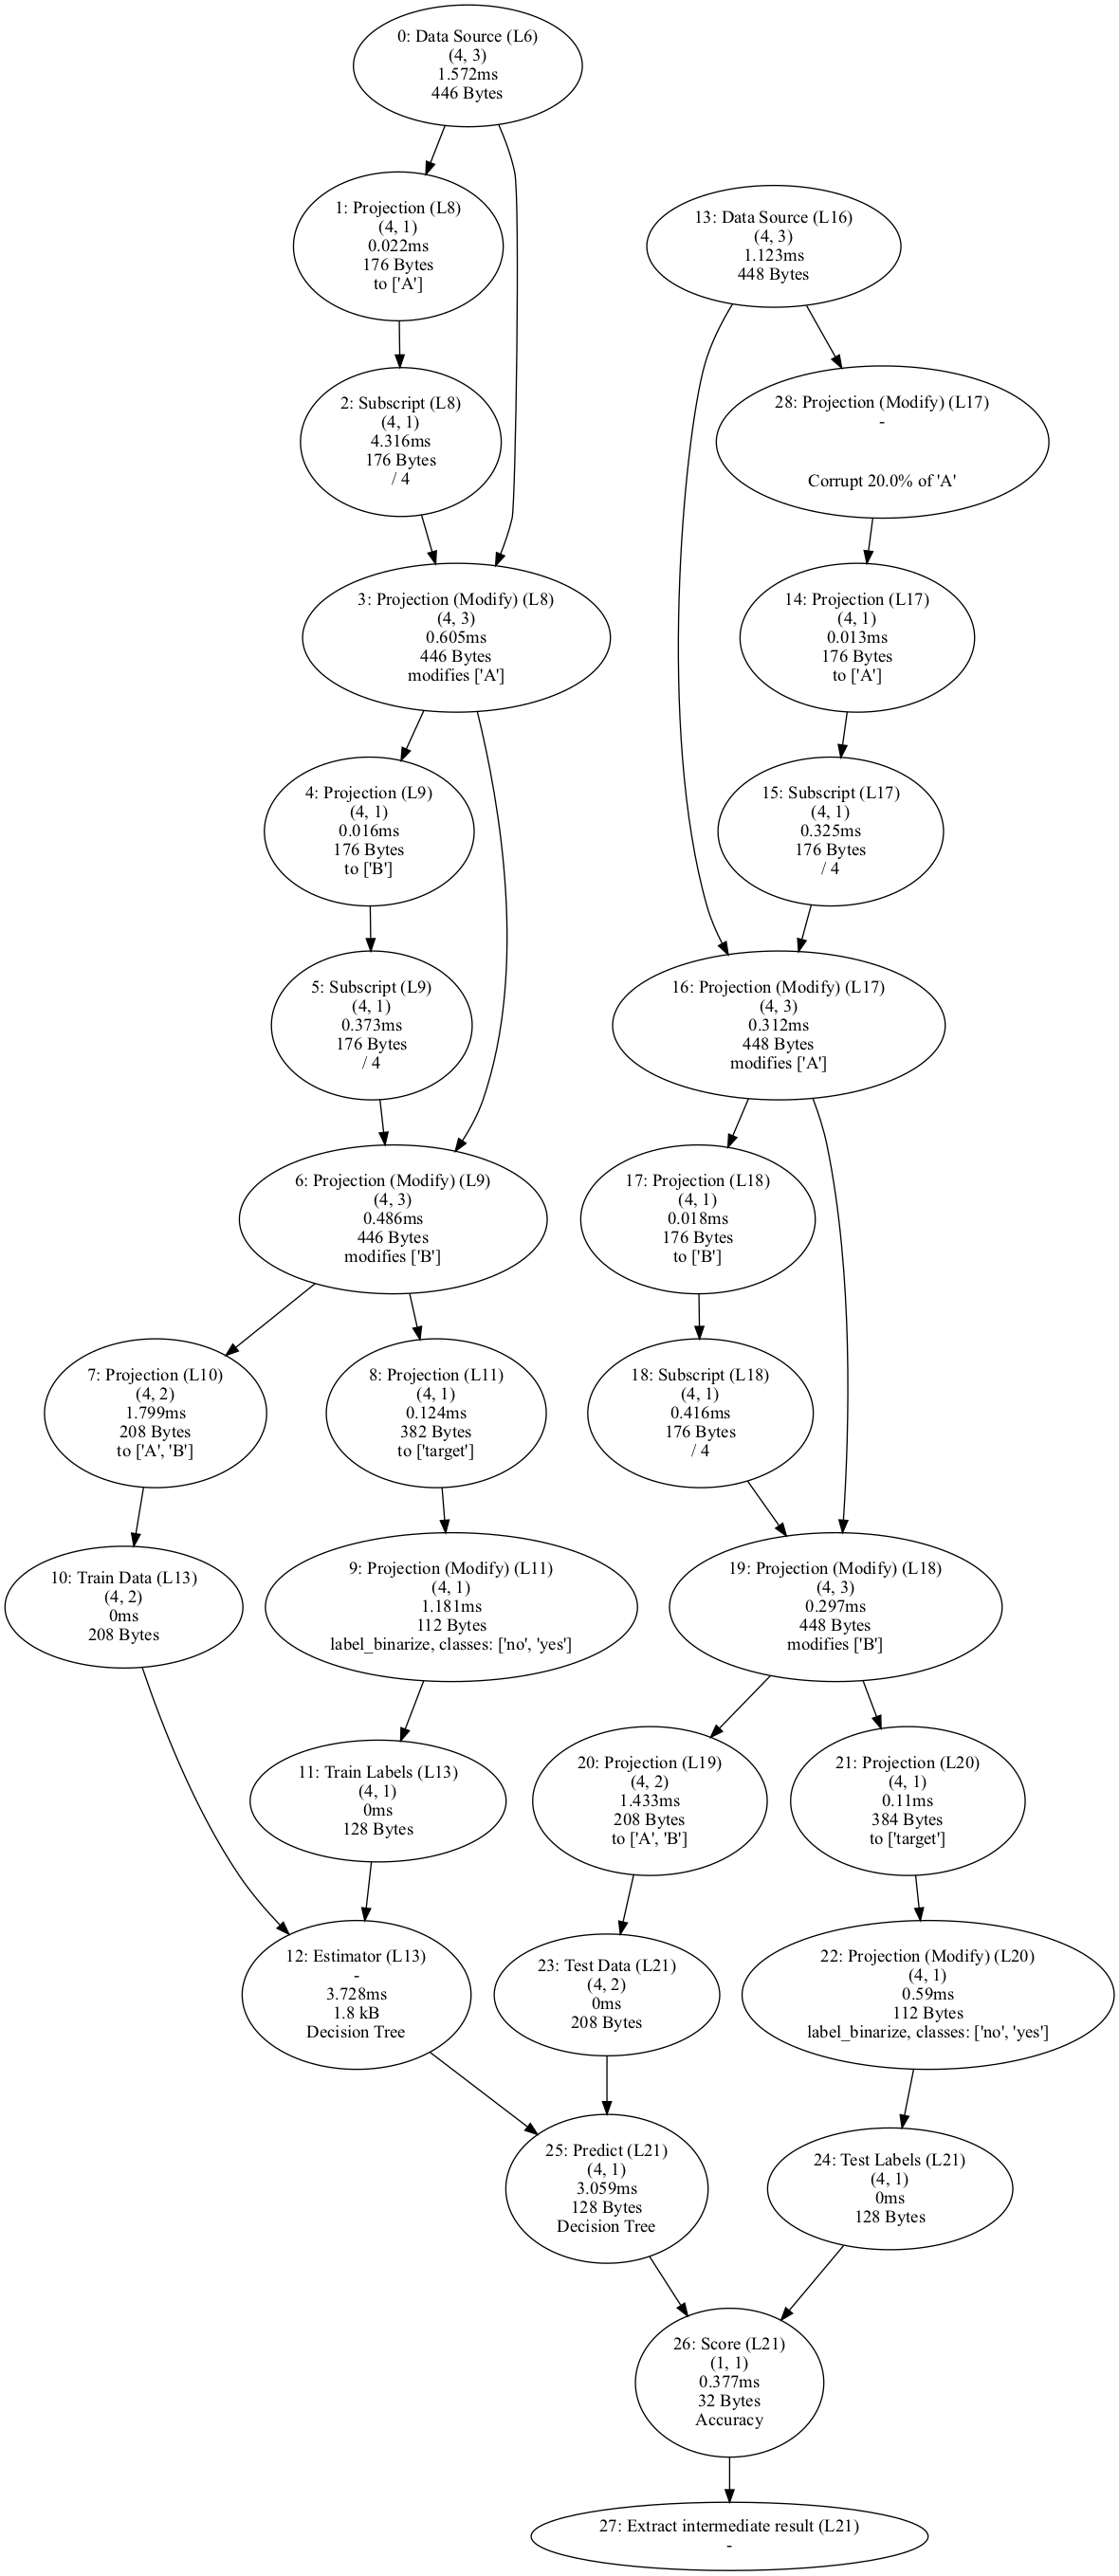 0: Data Source (L6)
(4, 3)
1.572ms
446 Bytes
1: Projection (L8)
(4, 1)
0.022ms
176 Bytes
to ['A']
13: Data Source (L16)
(4, 3)
1.123ms
448 Bytes
2: Subscript (L8)
(4, 1)
4.316ms
176 Bytes
/ 4
28: Projection (Modify) (L17)
-
Corrupt 20.0% of 'A'
3: Projection (Modify) (L8)
(4, 3)
0.605ms
446 Bytes
modifies ['A']
14: Projection (L17)
(4, 1)
0.013ms
176 Bytes
to ['A']
4: Projection (L9)
(4, 1)
0.016ms
176 Bytes
to ['B']
15: Subscript (L17)
(4, 1)
0.325ms
176 Bytes
/ 4
5: Subscript (L9)
(4, 1)
0.373ms
176 Bytes
/ 4
16: Projection (Modify) (L17)
(4, 3)
0.312ms
448 Bytes
modifies ['A']
6: Projection (Modify) (L9)
(4, 3)
0.486ms
446 Bytes
modifies ['B']
17: Projection (L18)
(4, 1)
0.018ms
176 Bytes
to ['B']
7: Projection (L10)
(4, 2)
1.799ms
208 Bytes
to ['A', 'B']
8: Projection (L11)
(4, 1)
0.124ms
382 Bytes
to ['target']
18: Subscript (L18)
(4, 1)
0.416ms
176 Bytes
/ 4
10: Train Data (L13)
(4, 2)
0ms
208 Bytes
9: Projection (Modify) (L11)
(4, 1)
1.181ms
112 Bytes
label_binarize, classes: ['no', 'yes']
19: Projection (Modify) (L18)
(4, 3)
0.297ms
448 Bytes
modifies ['B']
11: Train Labels (L13)
(4, 1)
0ms
128 Bytes
20: Projection (L19)
(4, 2)
1.433ms
208 Bytes
to ['A', 'B']
21: Projection (L20)
(4, 1)
0.11ms
384 Bytes
to ['target']
12: Estimator (L13)
-
3.728ms
1.8 kB
Decision Tree
23: Test Data (L21)
(4, 2)
0ms
208 Bytes
22: Projection (Modify) (L20)
(4, 1)
0.59ms
112 Bytes
label_binarize, classes: ['no', 'yes']
25: Predict (L21)
(4, 1)
3.059ms
128 Bytes
Decision Tree
24: Test Labels (L21)
(4, 1)
0ms
128 Bytes
26: Score (L21)
(1, 1)
0.377ms
32 Bytes
Accuracy
27: Extract intermediate result (L21)
-